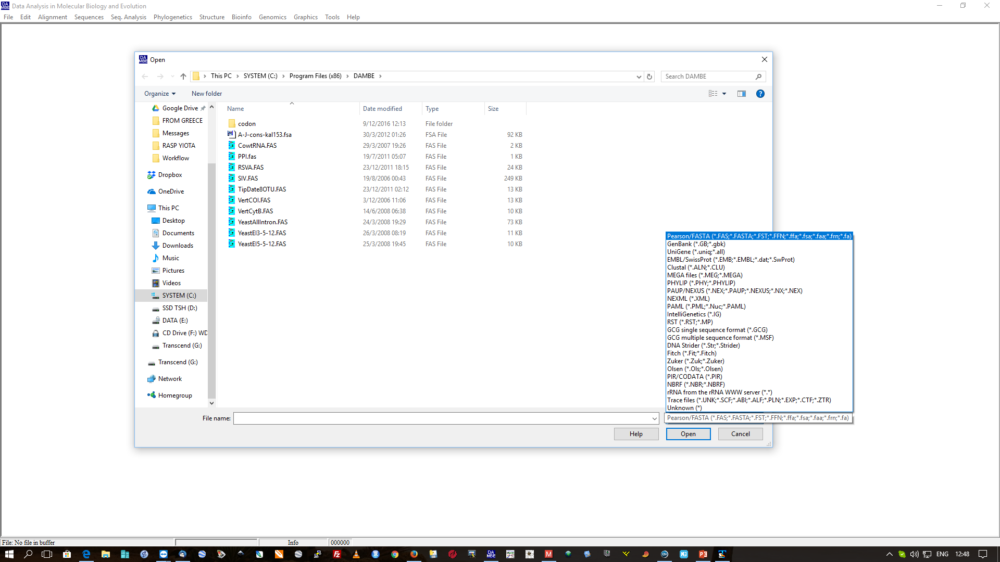 Data Analysis in Molecular Biology and Evolution
File Edit Alignment Sequences Seq. Analysis Phylogenetics Structure Bioinfo Genomics Graphics Tools Help
Open
This PC SYSTEM (C:) Program Files (x86) DAMBE
Search DAMBE
Organize New folder
Google Drive
FROM GREECE
Messages
RASP YIOTA
Workflow
Dropbox
OneDrive
This PC
Desktop
Documents
Downloads
Music
Pictures
Videos
SYSTEM (C:)
SSD TSH (D:)
DATA (E:)
CD Drive (F:) WD
Transcend (G:)
Transcend (G:)
Network
Homegroup
Name Date modified Type Size
codon 9/12/2016 12:13 File folder
A-J-cons-kal153.fsa 30/3/2012 01:26 FSA File 92 KB
CowtRNA.FAS 29/3/2007 19:26 FAS File 2 KB
PPI.fas 19/7/2011 05:07 FAS File 1 KB
RSVA.FAS 23/12/2011 18:15 FAS File 24 KB
SIV.FAS 19/8/2006 00:43 FAS File 249 KB
TipDate8OTU.FAS 23/12/2011 02:12 FAS File 13 KB
VertCOI.FAS 3/12/2006 11:06 FAS File 13 KB
VertCytB.FAS 14/6/2008 06:38 FAS File 10 KB
YeastAllIntron.FAS 24/3/2008 19:29 FAS File 73 KB
YeastEI3-5-12.FAS 26/3/2008 08:19 FAS File 11 KB
YeastEI5-5-12.FAS 25/3/2008 19:45 FAS File 10 KB
Pearson/FASTA (*.FAS;*.FASTA;*.FST;*.FFN;*.ffa;*.fsa;*.faa;*.frn;*.fa)
GenBank (*.GB;*.gbk)
UniGene (*.uniq;*.all)
EMBL/SwissProt (*.EMB;*.EMBL;*.dat;*.SwProt)
Clustal (*.ALN;*.CLU)
MEGA files (*.MEG;*.MEGA)
PHYLIP (*.PHY;*.PHYLIP)
PAUP/NEXUS (*.NEX;*.PAUP;*.NEXUS;*.NX;*.NEX)
NEXML (*.XML)
PAML (*.PML;*.Nuc;*.PAML)
IntelliGenetics (*.IG)
RST (*.RST;*.MP)
GCG single sequence format (*.GCG)
GCG multiple sequence format (*.MSF)
DNA Strider (*.Str;*.Strider)
Fitch (*.Fit;*.Fitch)
Zuker (*.Zuk;*.Zuker)
Olsen (*.Ols;*.Olsen)
PIR/CODATA (*.PIR)
NBRF (*.NBR;*.NBRF)
rRNA from the rRNA WWW server (*.*)
Trace files (*.UNK;*.SCF;*.ABI;*.ALF;*.PLN;*.EXP;*.CTF;*.ZTR)
Unknown (*)
File name:
Pearson/FASTA (*.FAS;*.FASTA;*.FST;*.FFN;*.ffa;*.fsa;*.faa;*.frn;*.fa)
Help Open Cancel
File: No file in buffer Info 000000
ENG 12:48